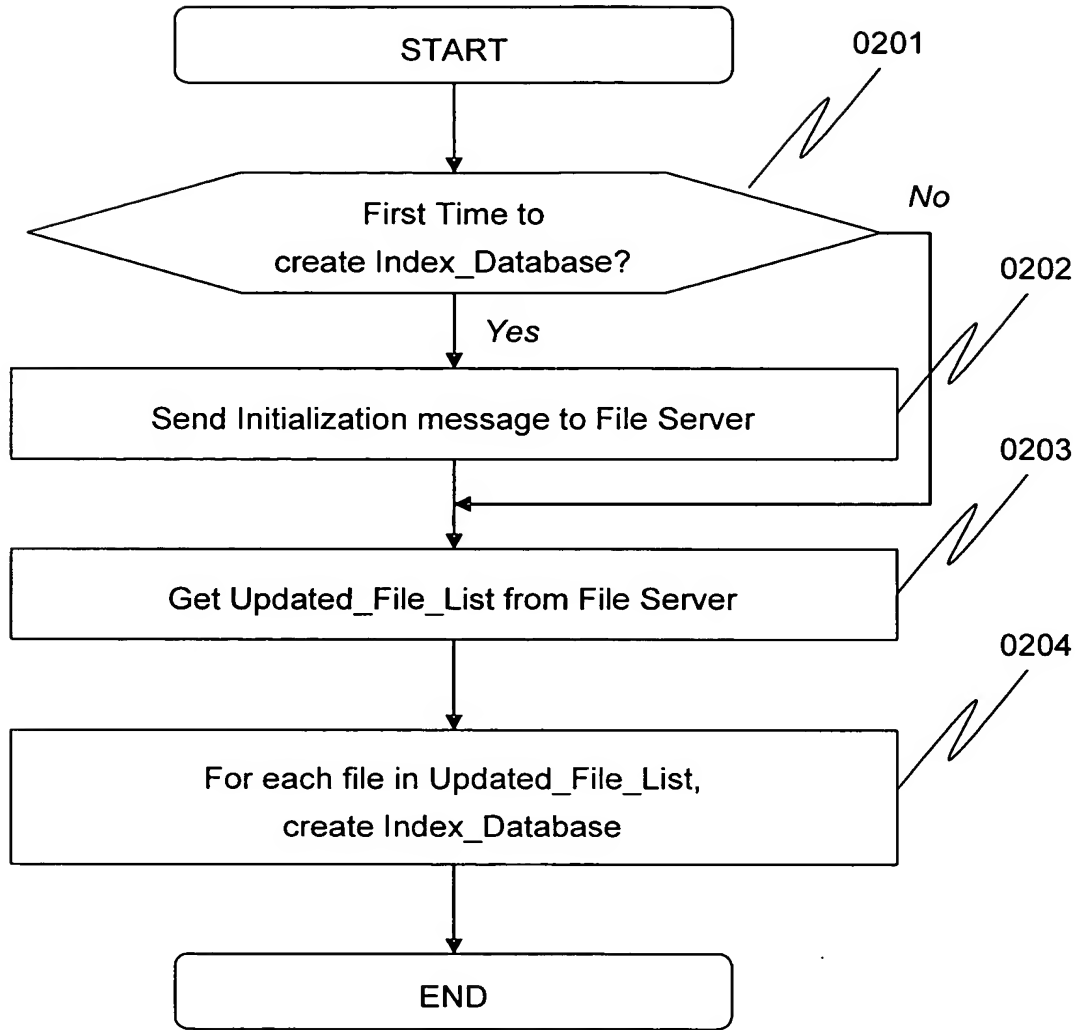 START
0201
First Time to
create Index_Database?
No
Yes
0202
Send Initialization message to File Server
0203
Get Updated_File_List from File Server
0204
For each file in Updated_File_List,
create Index_Database
END